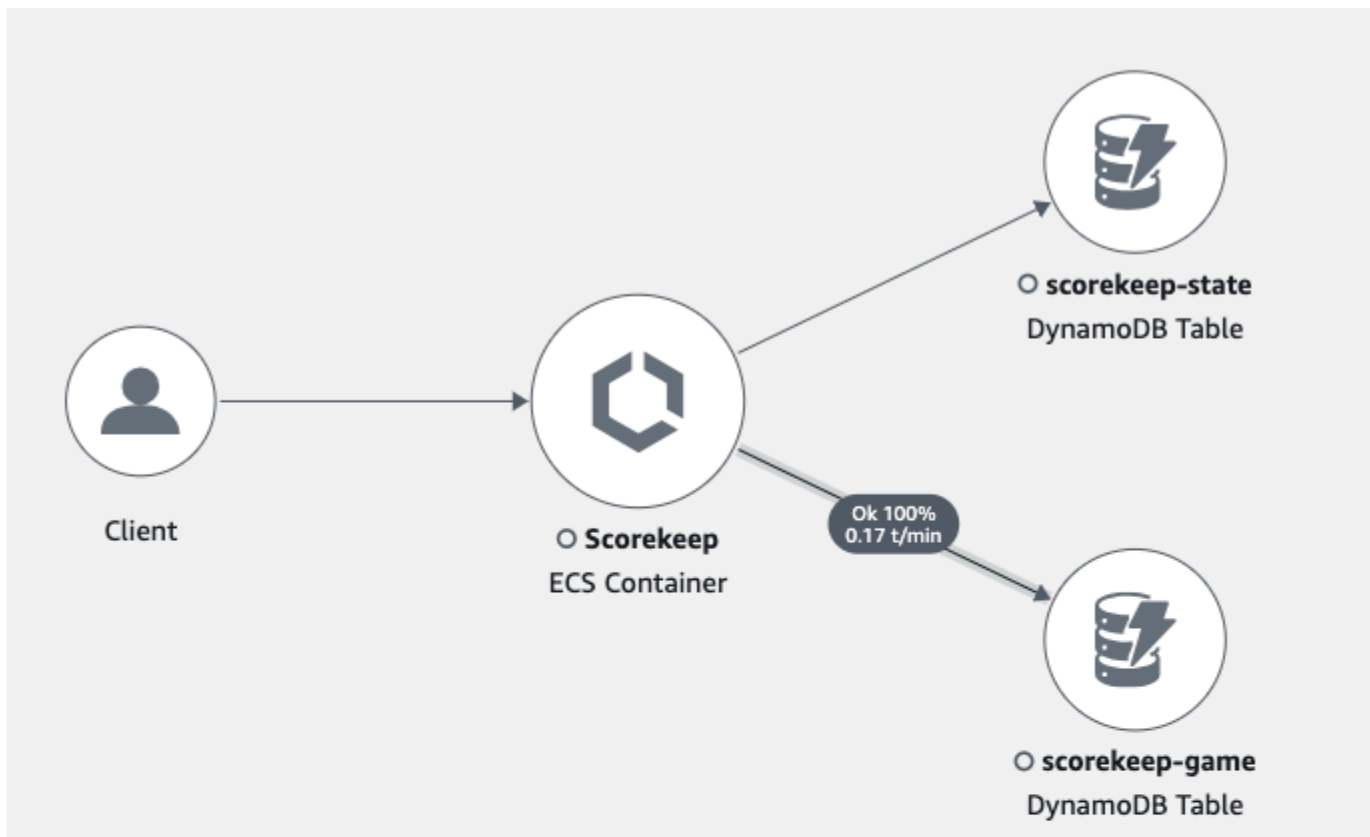 Client
Scorekeep
ECS Container
scorekeep-state
DynamoDB Table
Ok 100%
0.17 t/min
scorekeep-game
DynamoDB Table